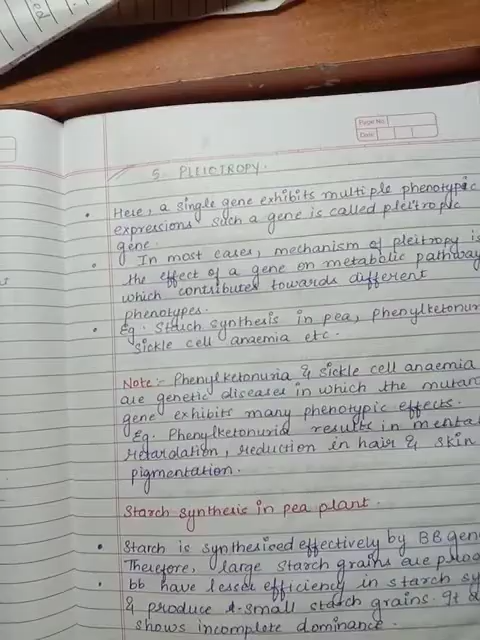 Page No.
Date
5. PLEIOTROPY.
• Here, a single gene exhibits multiple phenotypic
expressions. Such a gene is called pleitropic
gene.
• In most cases, mechanism of pleitropy is
the effect of a gene on metabolic pathway
which contributes towards different
phenotypes.
• Eg. Starch synthesis in pea, phenylketonur
sickle cell anaemia etc.
Note:- Phenylketonuria & sickle cell anaemia
are genetic diseases in which the mutan
gene exhibits many phenotypic effects.
Eg. Phenylketonuria results in menta
retardation, reduction in hair & skin
pigmentation.
Starch synthesis in pea plant.
• Starch is synthesised effectively by BB gen
Therefore, large starch grains are prod
• bb have lesser efficiency in starch sy
& produce small starch grains. It
shows incomplete dominance.